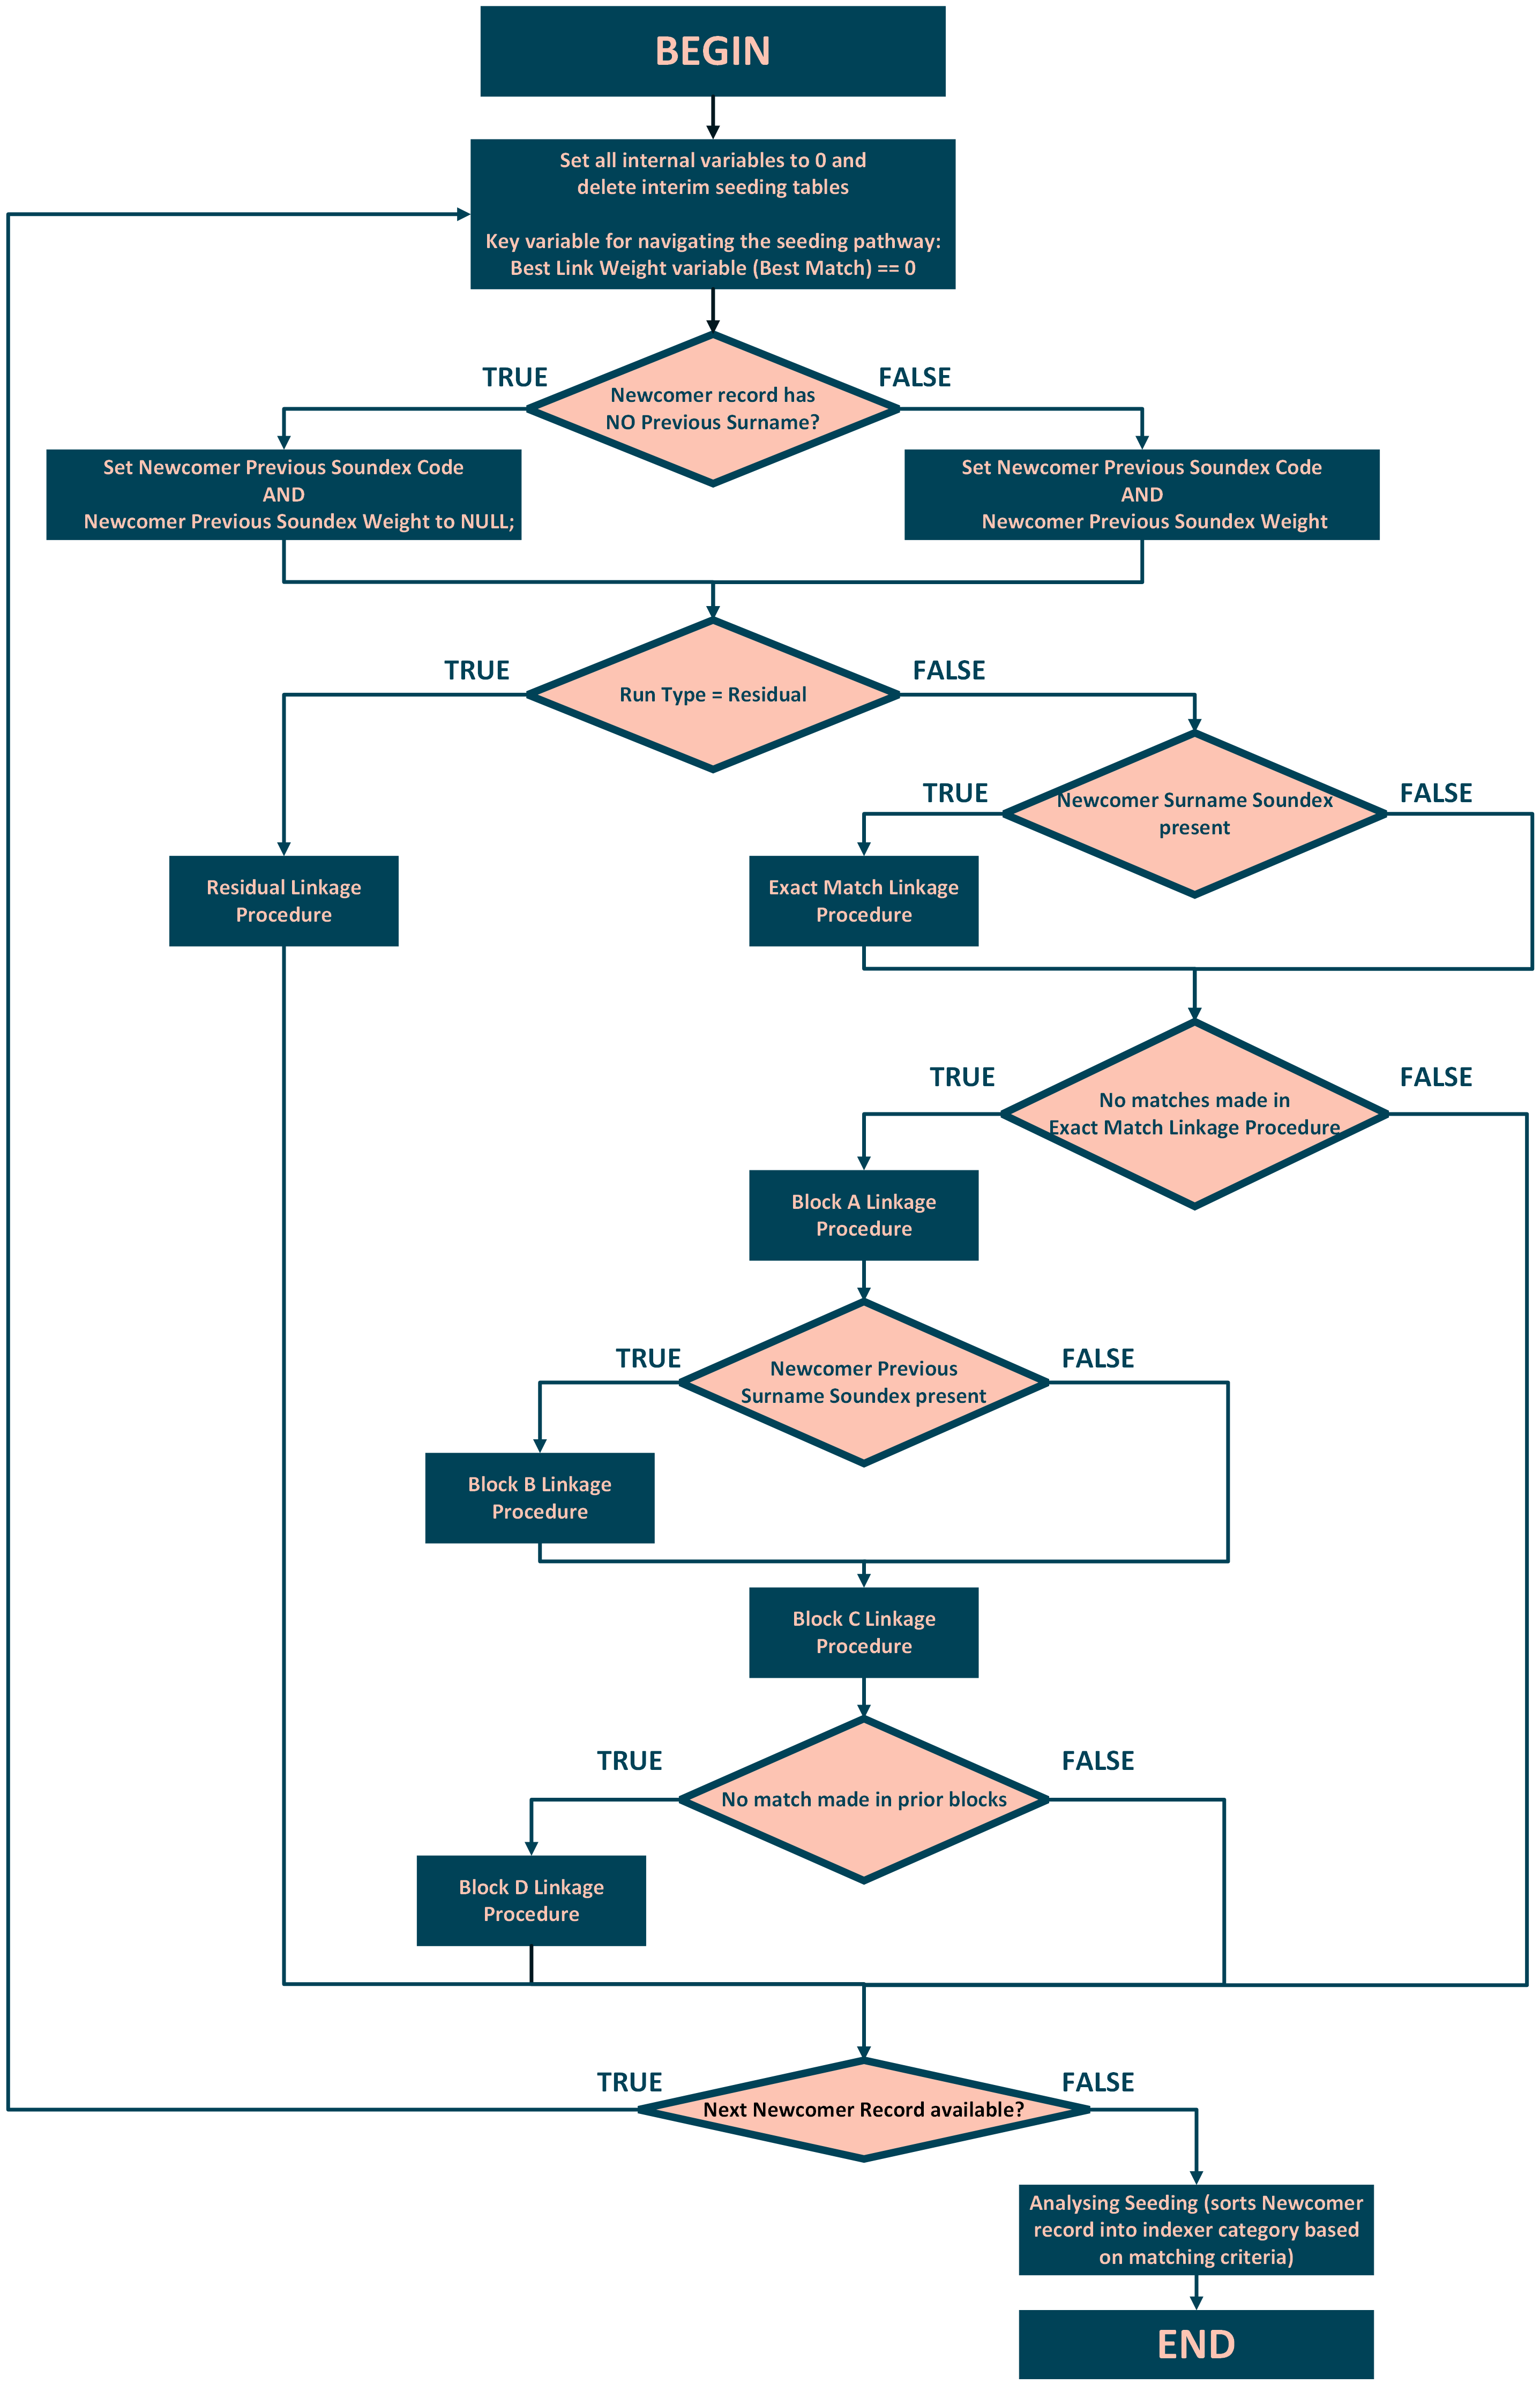 BEGIN
Set all internal variables to 0 and
delete interim seeding tables
Key variable for navigating the seeding pathway:
Best Link Weight variable (Best Match) == 0
TRUE
FALSE
Newcomer record has
NO Previous Surname?
Set Newcomer Previous Soundex Code
AND
Newcomer Previous Soundex Weight to NULL;
Set Newcomer Previous Soundex Code
AND
Newcomer Previous Soundex Weight
TRUE
FALSE
Run Type = Residual
TRUE
FALSE
Newcomer Surname Soundex
present
Residual Linkage
Procedure
Exact Match Linkage
Procedure
TRUE
FALSE
No matches made in
Exact Match Linkage Procedure
Block A Linkage
Procedure
TRUE
FALSE
Newcomer Previous
Surname Soundex present
Block B Linkage
Procedure
Block C Linkage
Procedure
TRUE
FALSE
No match made in prior blocks
Block D Linkage
Procedure
TRUE
FALSE
Next Newcomer Record available?
Analysing Seeding (sorts Newcomer
record into indexer category based
on matching criteria)
END